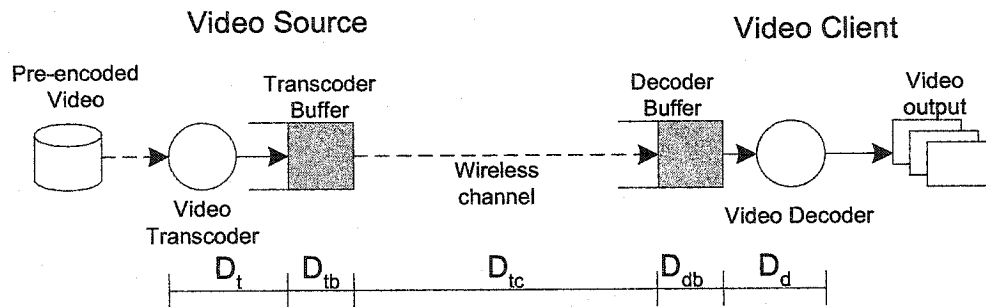 Video Source
Video Client
Pre-encoded
Video
Transcoder
Buffer
Decoder
Buffer
Video
output
Wireless
channel
Video
Transcoder
Video Decoder
D_t
D_tb
D_tc
D_db
D_d